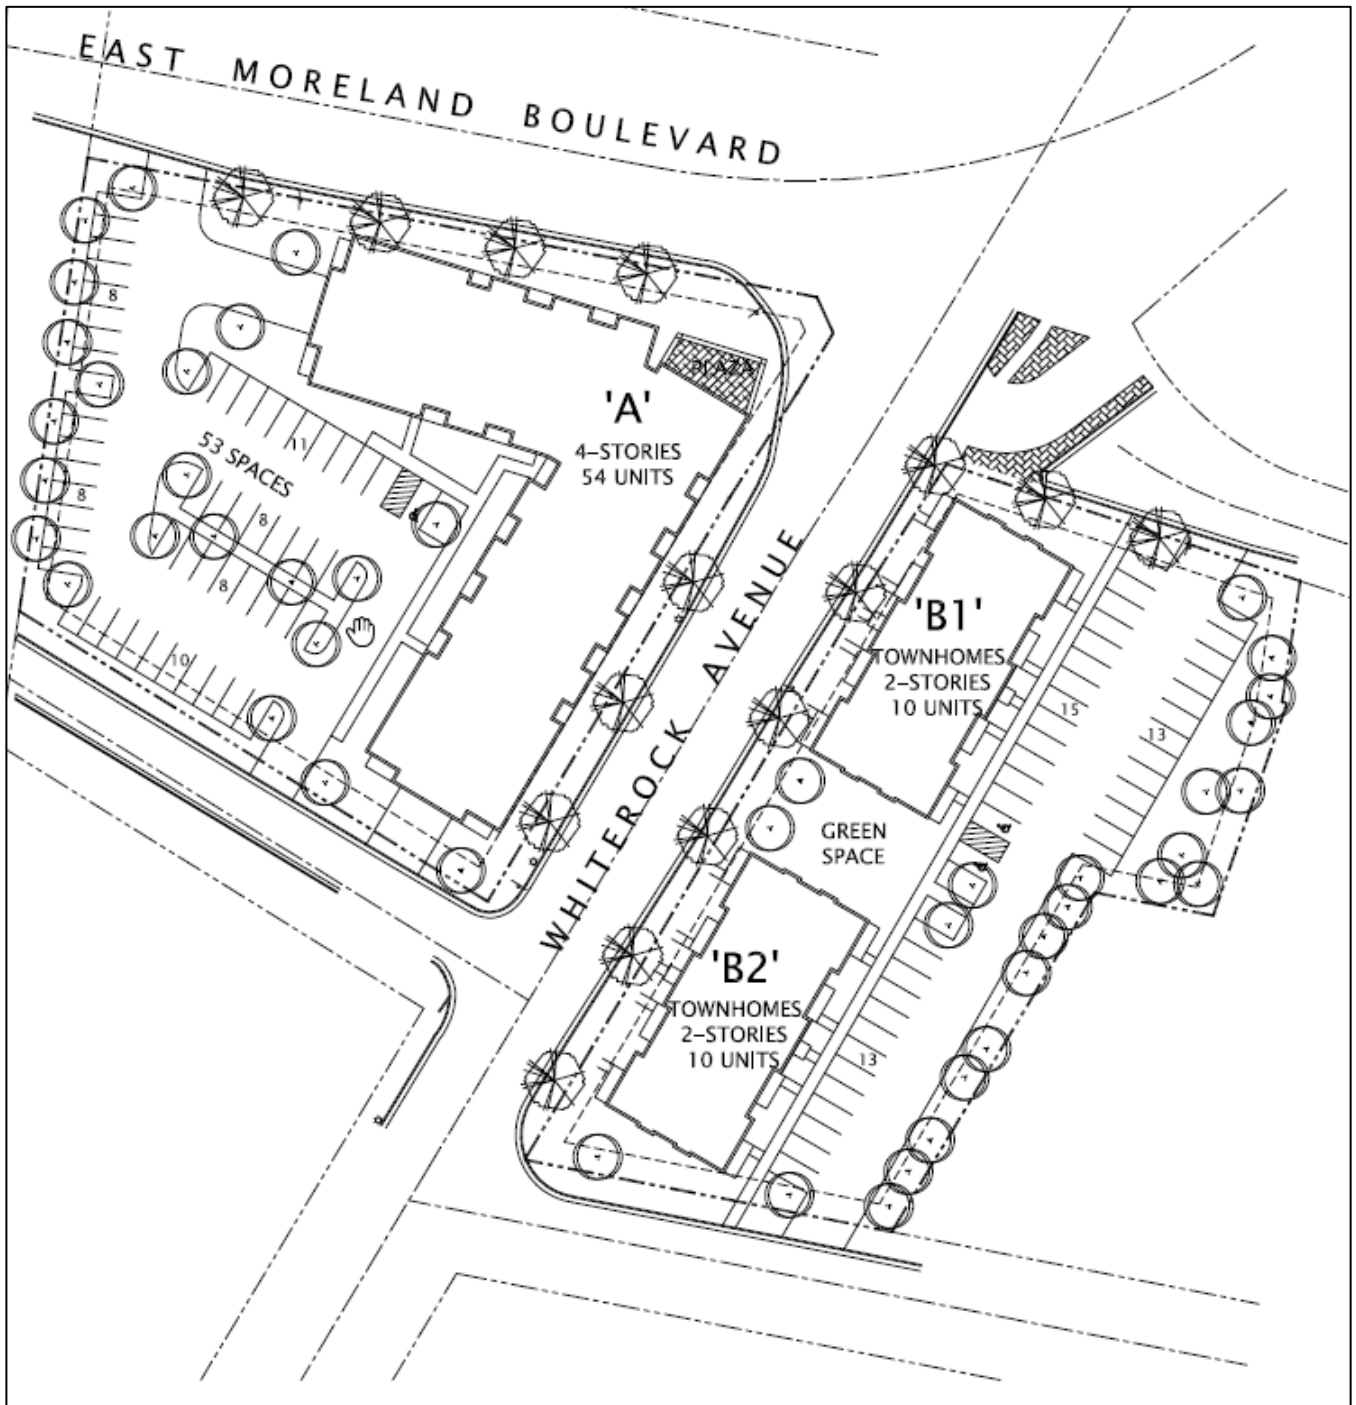 EAST MORELAND BOULEVARD
8
PLAZA
'A'
4-STORIES
54 UNITS
11
53 SPACES
8
8
8
10
WHITEROCK AVENUE
'B1'
TOWNHOMES
2-STORIES
10 UNITS
15
13
GREEN
SPACE
'B2'
TOWNHOMES
2-STORIES
10 UNITS
13